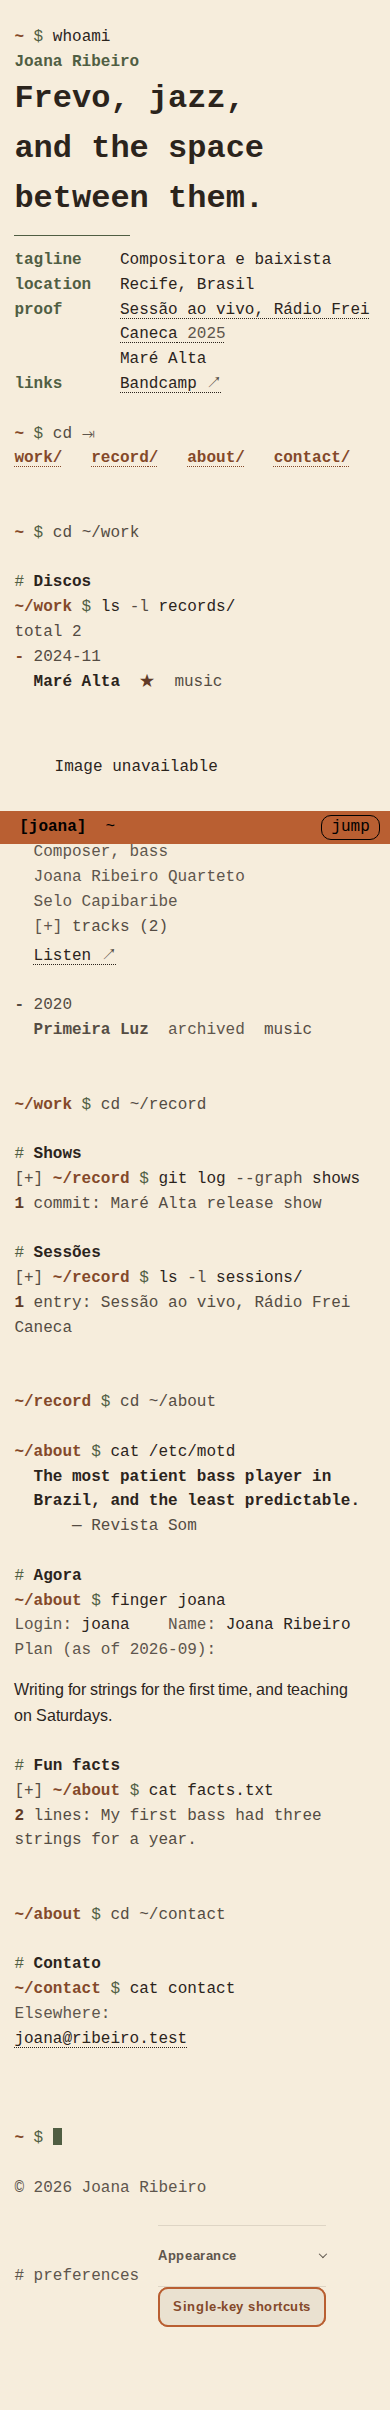 ~ $ whoami
Joana Ribeiro
Frevo, jazz,
and the space
between them.
tagline Compositora e baixista
location Recife, Brasil
proof Sessão ao vivo, Rádio Frei
Caneca 2025
Maré Alta
links Bandcamp ↗
~ $ cd ⇥
work/ record/ about/ contact/
~ $ cd ~/work
# Discos
~/work $ ls -l records/
total 2
- 2024-11
Maré Alta ★ music
Image unavailable
[joana] ~ jump
Composer, bass
Joana Ribeiro Quarteto
Selo Capibaribe
[+] tracks (2)
Listen ↗
- 2020
Primeira Luz archived music
~/work $ cd ~/record
# Shows
[+] ~/record $ git log --graph shows
1 commit: Maré Alta release show
# Sessões
[+] ~/record $ ls -l sessions/
1 entry: Sessão ao vivo, Rádio Frei
Caneca
~/record $ cd ~/about
~/about $ cat /etc/motd
The most patient bass player in
Brazil, and the least predictable.
— Revista Som
# Agora
~/about $ finger joana
Login: joana Name: Joana Ribeiro
Plan (as of 2026-09):
Writing for strings for the first time, and teaching
on Saturdays.
# Fun facts
[+] ~/about $ cat facts.txt
2 lines: My first bass had three
strings for a year.
~/about $ cd ~/contact
# Contato
~/contact $ cat contact
Elsewhere:
joana@ribeiro.test
~ $
© 2026 Joana Ribeiro
Appearance
# preferences
Single-key shortcuts